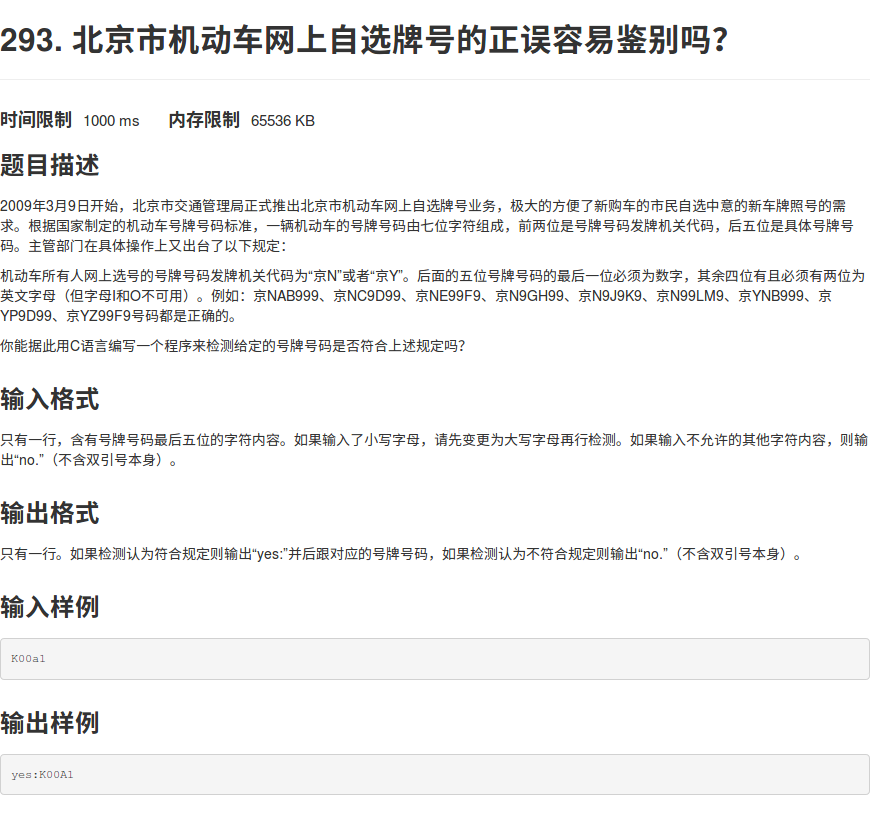 293. 北京市机动车网上自选牌号的正误容易鉴别吗？
时间限制 1000 ms 内存限制 65536 KB
题目描述
2009年3月9日开始，北京市交通管理局正式推出北京市机动车网上自选牌号业务，极大的方便了新购车的市民自选中意的新车牌照号的需
求。根据国家制定的机动车号牌号码标准，一辆机动车的号牌号码由七位字符组成，前两位是号牌号码发牌机关代码，后五位是具体号牌号
码。主管部门在具体操作上又出台了以下规定：
机动车所有人网上选号的号牌号码发牌机关代码为“京N”或者“京Y”。后面的五位号牌号码的最后一位必须为数字，其余四位有且必须有两位为
英文字母（但字母I和O不可用）。例如：京NAB999、京NC9D99、京NE99F9、京N9GH99、京N9J9K9、京N99LM9、京YNB999、京
YP9D99、京YZ99F9号码都是正确的。
你能据此用C语言编写一个程序来检测给定的号牌号码是否符合上述规定吗？
输入格式
只有一行，含有号牌号码最后五位的字符内容。如果输入了小写字母，请先变更为大写字母再行检测。如果输入不允许的其他字符内容，则输
出“no.”（不含双引号本身）。
输出格式
只有一行。如果检测认为符合规定则输出“yes:”并后跟对应的号牌号码，如果检测认为不符合规定则输出“no.”（不含双引号本身）。
输入样例
K00a1
输出样例
yes:K00A1